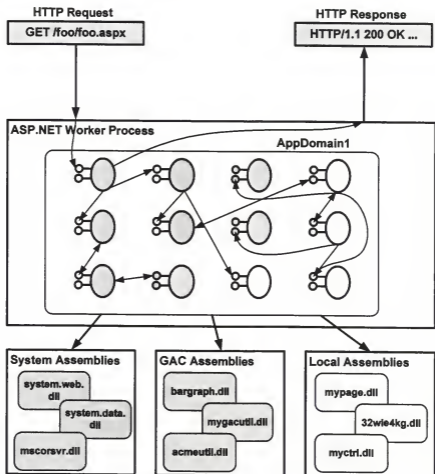 HTTP Request
GET /foo/foo.aspx
HTTP Response
HTTP/1.1 200 OK ...
ASP.NET Worker Process
AppDomain1
System Assemblies
system.web.
dll
system.data.
dll
mscorsvr.dll
GAC Assemblies
bargraph.dll
mygacutil.dll
acmeutil.dll
Local Assemblies
mypage.dll
32wie4kg.dll
myctrl.dll